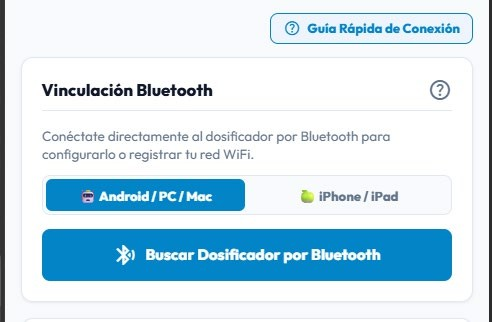 Guía Rápida de Conexión
Vinculación Bluetooth
Conéctate directamente al dosificador por Bluetooth para
configurarlo o registrar tu red WiFi.
Android / PC / Mac
iPhone / iPad
Buscar Dosificador por Bluetooth